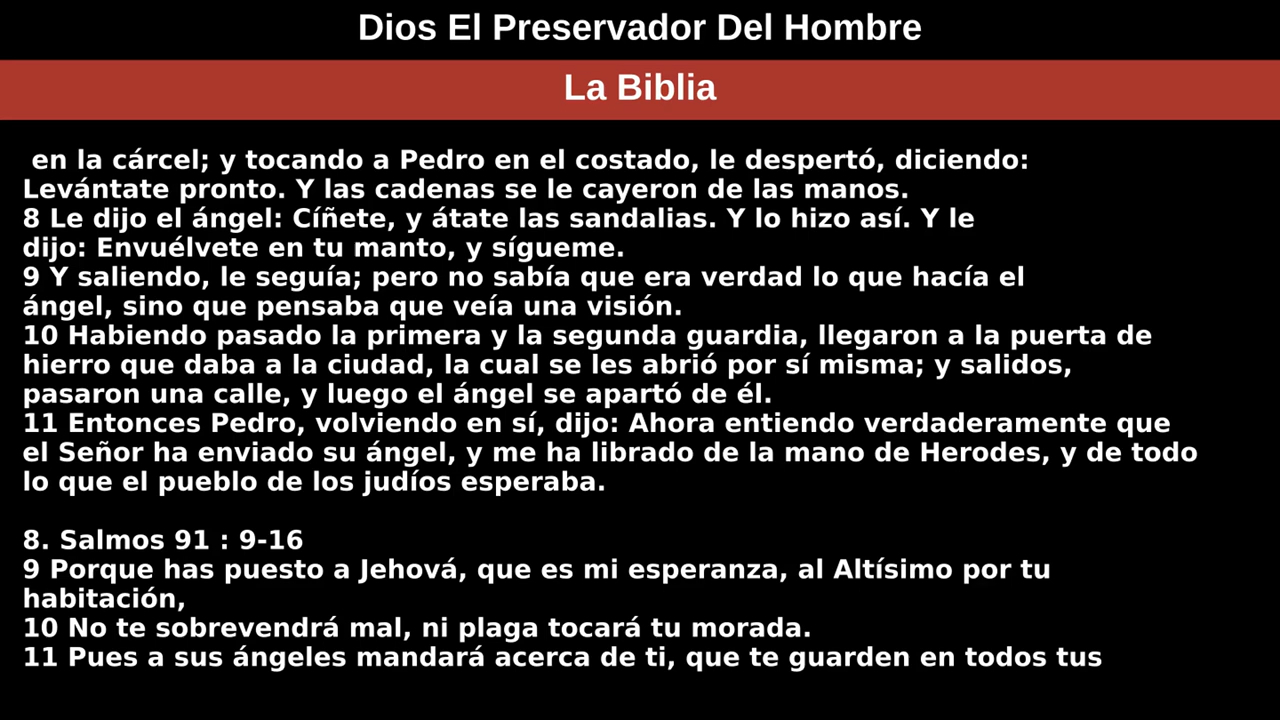 Dios El Preservador Del Hombre
La Biblia
en la cárcel; y tocando a Pedro en el costado, le despertó, diciendo:
Levántate pronto. Y las cadenas se le cayeron de las manos.
8 Le dijo el ángel: Cíñete, y átate las sandalias. Y lo hizo así. Y le
dijo: Envuélvete en tu manto, y sígueme.
9 Y saliendo, le seguía; pero no sabía que era verdad lo que hacía el
ángel, sino que pensaba que veía una visión.
10 Habiendo pasado la primera y la segunda guardia, llegaron a la puerta de
hierro que daba a la ciudad, la cual se les abrió por sí misma; y salidos,
pasaron una calle, y luego el ángel se apartó de él.
11 Entonces Pedro, volviendo en sí, dijo: Ahora entiendo verdaderamente que
el Señor ha enviado su ángel, y me ha librado de la mano de Herodes, y de todo
lo que el pueblo de los judíos esperaba.
8. Salmos 91 : 9-16
9 Porque has puesto a Jehová, que es mi esperanza, al Altísimo por tu
habitación,
10 No te sobrevendrá mal, ni plaga tocará tu morada.
11 Pues a sus ángeles mandará acerca de ti, que te guarden en todos tus